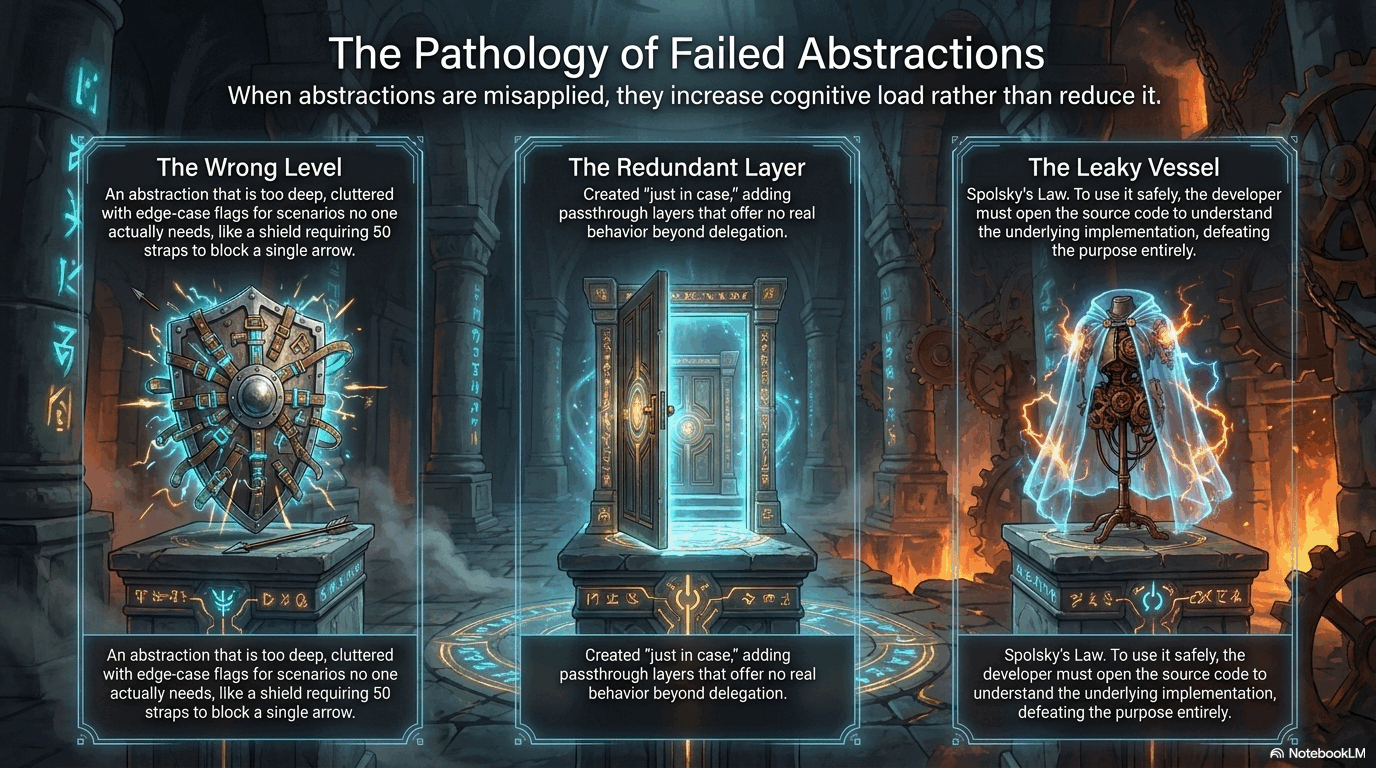 The Pathology of Failed Abstractions
When abstractions are misapplied, they increase cognitive load rather than reduce it.
The Wrong Level
An abstraction that is too deep, cluttered
with edge-case flags for scenarios no one
actually needs, like a shield requiring 50
straps to block a single arrow.
An abstraction that is too deep, cluttered
with edge-case flags for scenarios no one
actually needs, like a shield requiring 50
straps to block a single arrow.
The Redundant Layer
Created "just in case," adding
passthrough layers that offer no real
behavior beyond delegation.
Created "just in case," adding
passthrough layers that offer no real
behavior beyond delegation.
The Leaky Vessel
Spolsky's Law. To use it safely, the developer
must open the source code to understand
the underlying implementation, defeating
the purpose entirely.
Spolsky's Law. To use it safely, the
developer must open the source code to
understand the underlying implementation,
defeating the purpose entirely.
NotebookLM